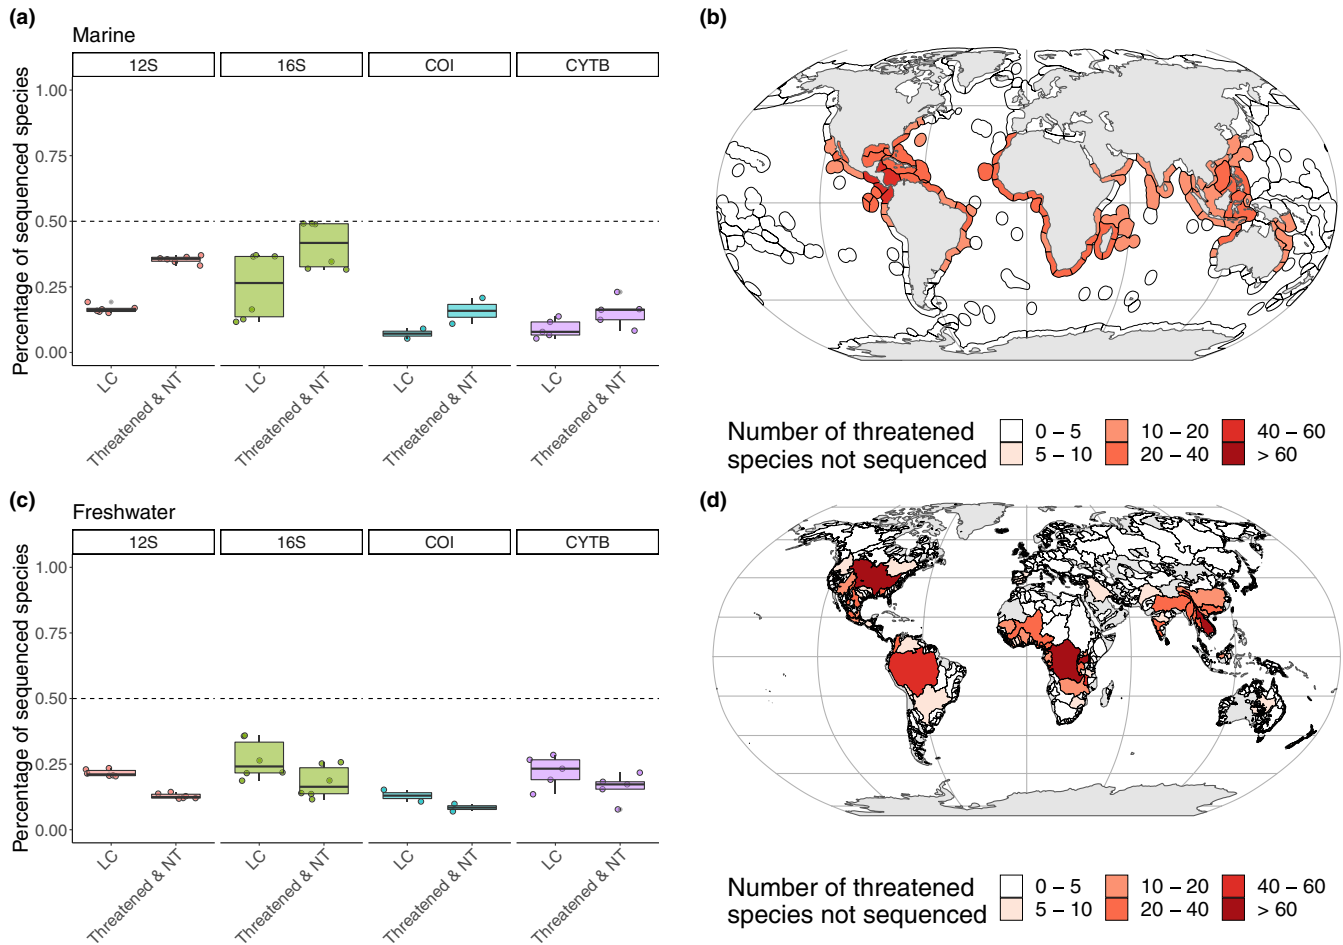 (a)
Marine
12S 16S COI CYTB
Percentage of sequenced species
1.00
0.75
0.50
0.25
0.00
LC Threatened & NT LC Threatened & NT LC Threatened & NT LC Threatened & NT
(b)
Number of threatened
species not sequenced
0 – 5 10 – 20 40 – 60
5 – 10 20 – 40 > 60
(c)
Freshwater
12S 16S COI CYTB
Percentage of sequenced species
1.00
0.75
0.50
0.25
0.00
LC Threatened & NT LC Threatened & NT LC Threatened & NT LC Threatened & NT
(d)
Number of threatened
species not sequenced
0 – 5 10 – 20 40 – 60
5 – 10 20 – 40 > 60